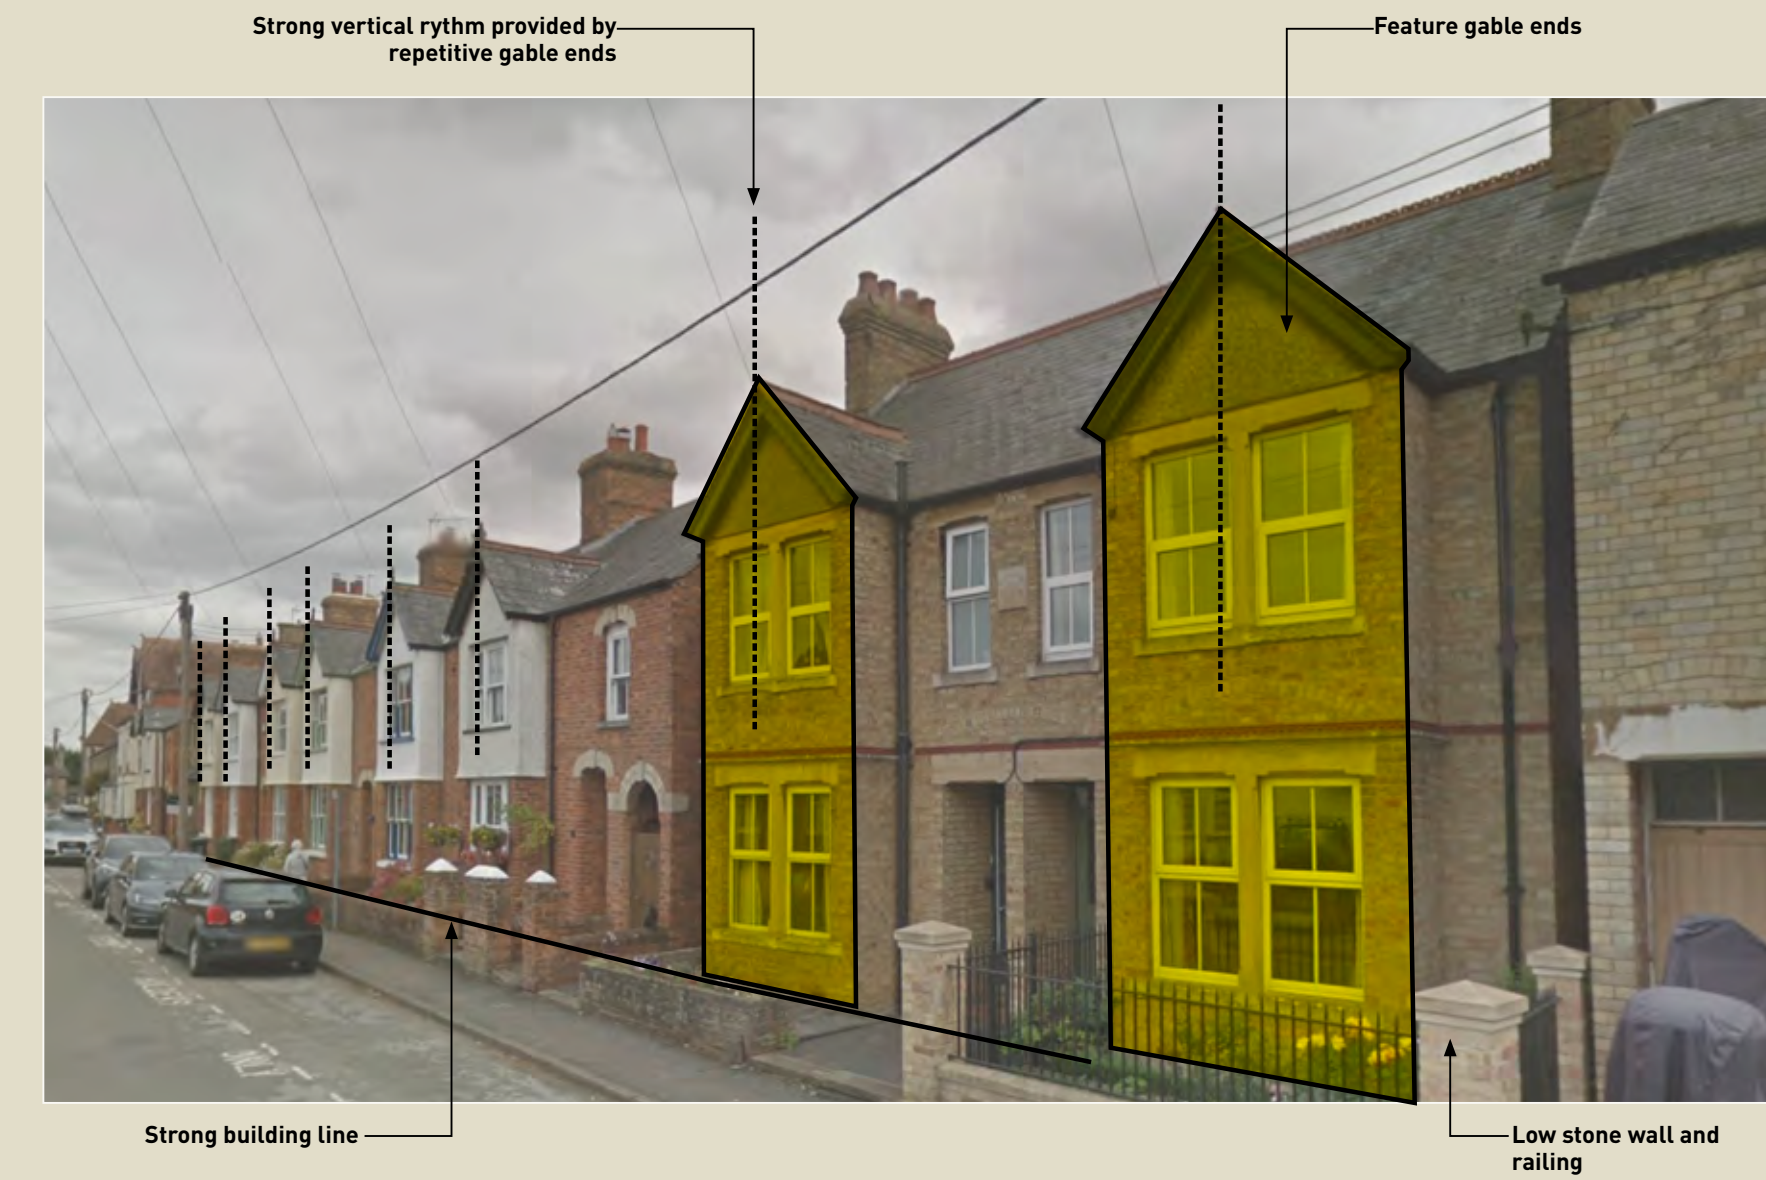 Strong vertical rythm provided by
repetitive gable ends
Feature gable ends
Strong building line
Low stone wall and
railing